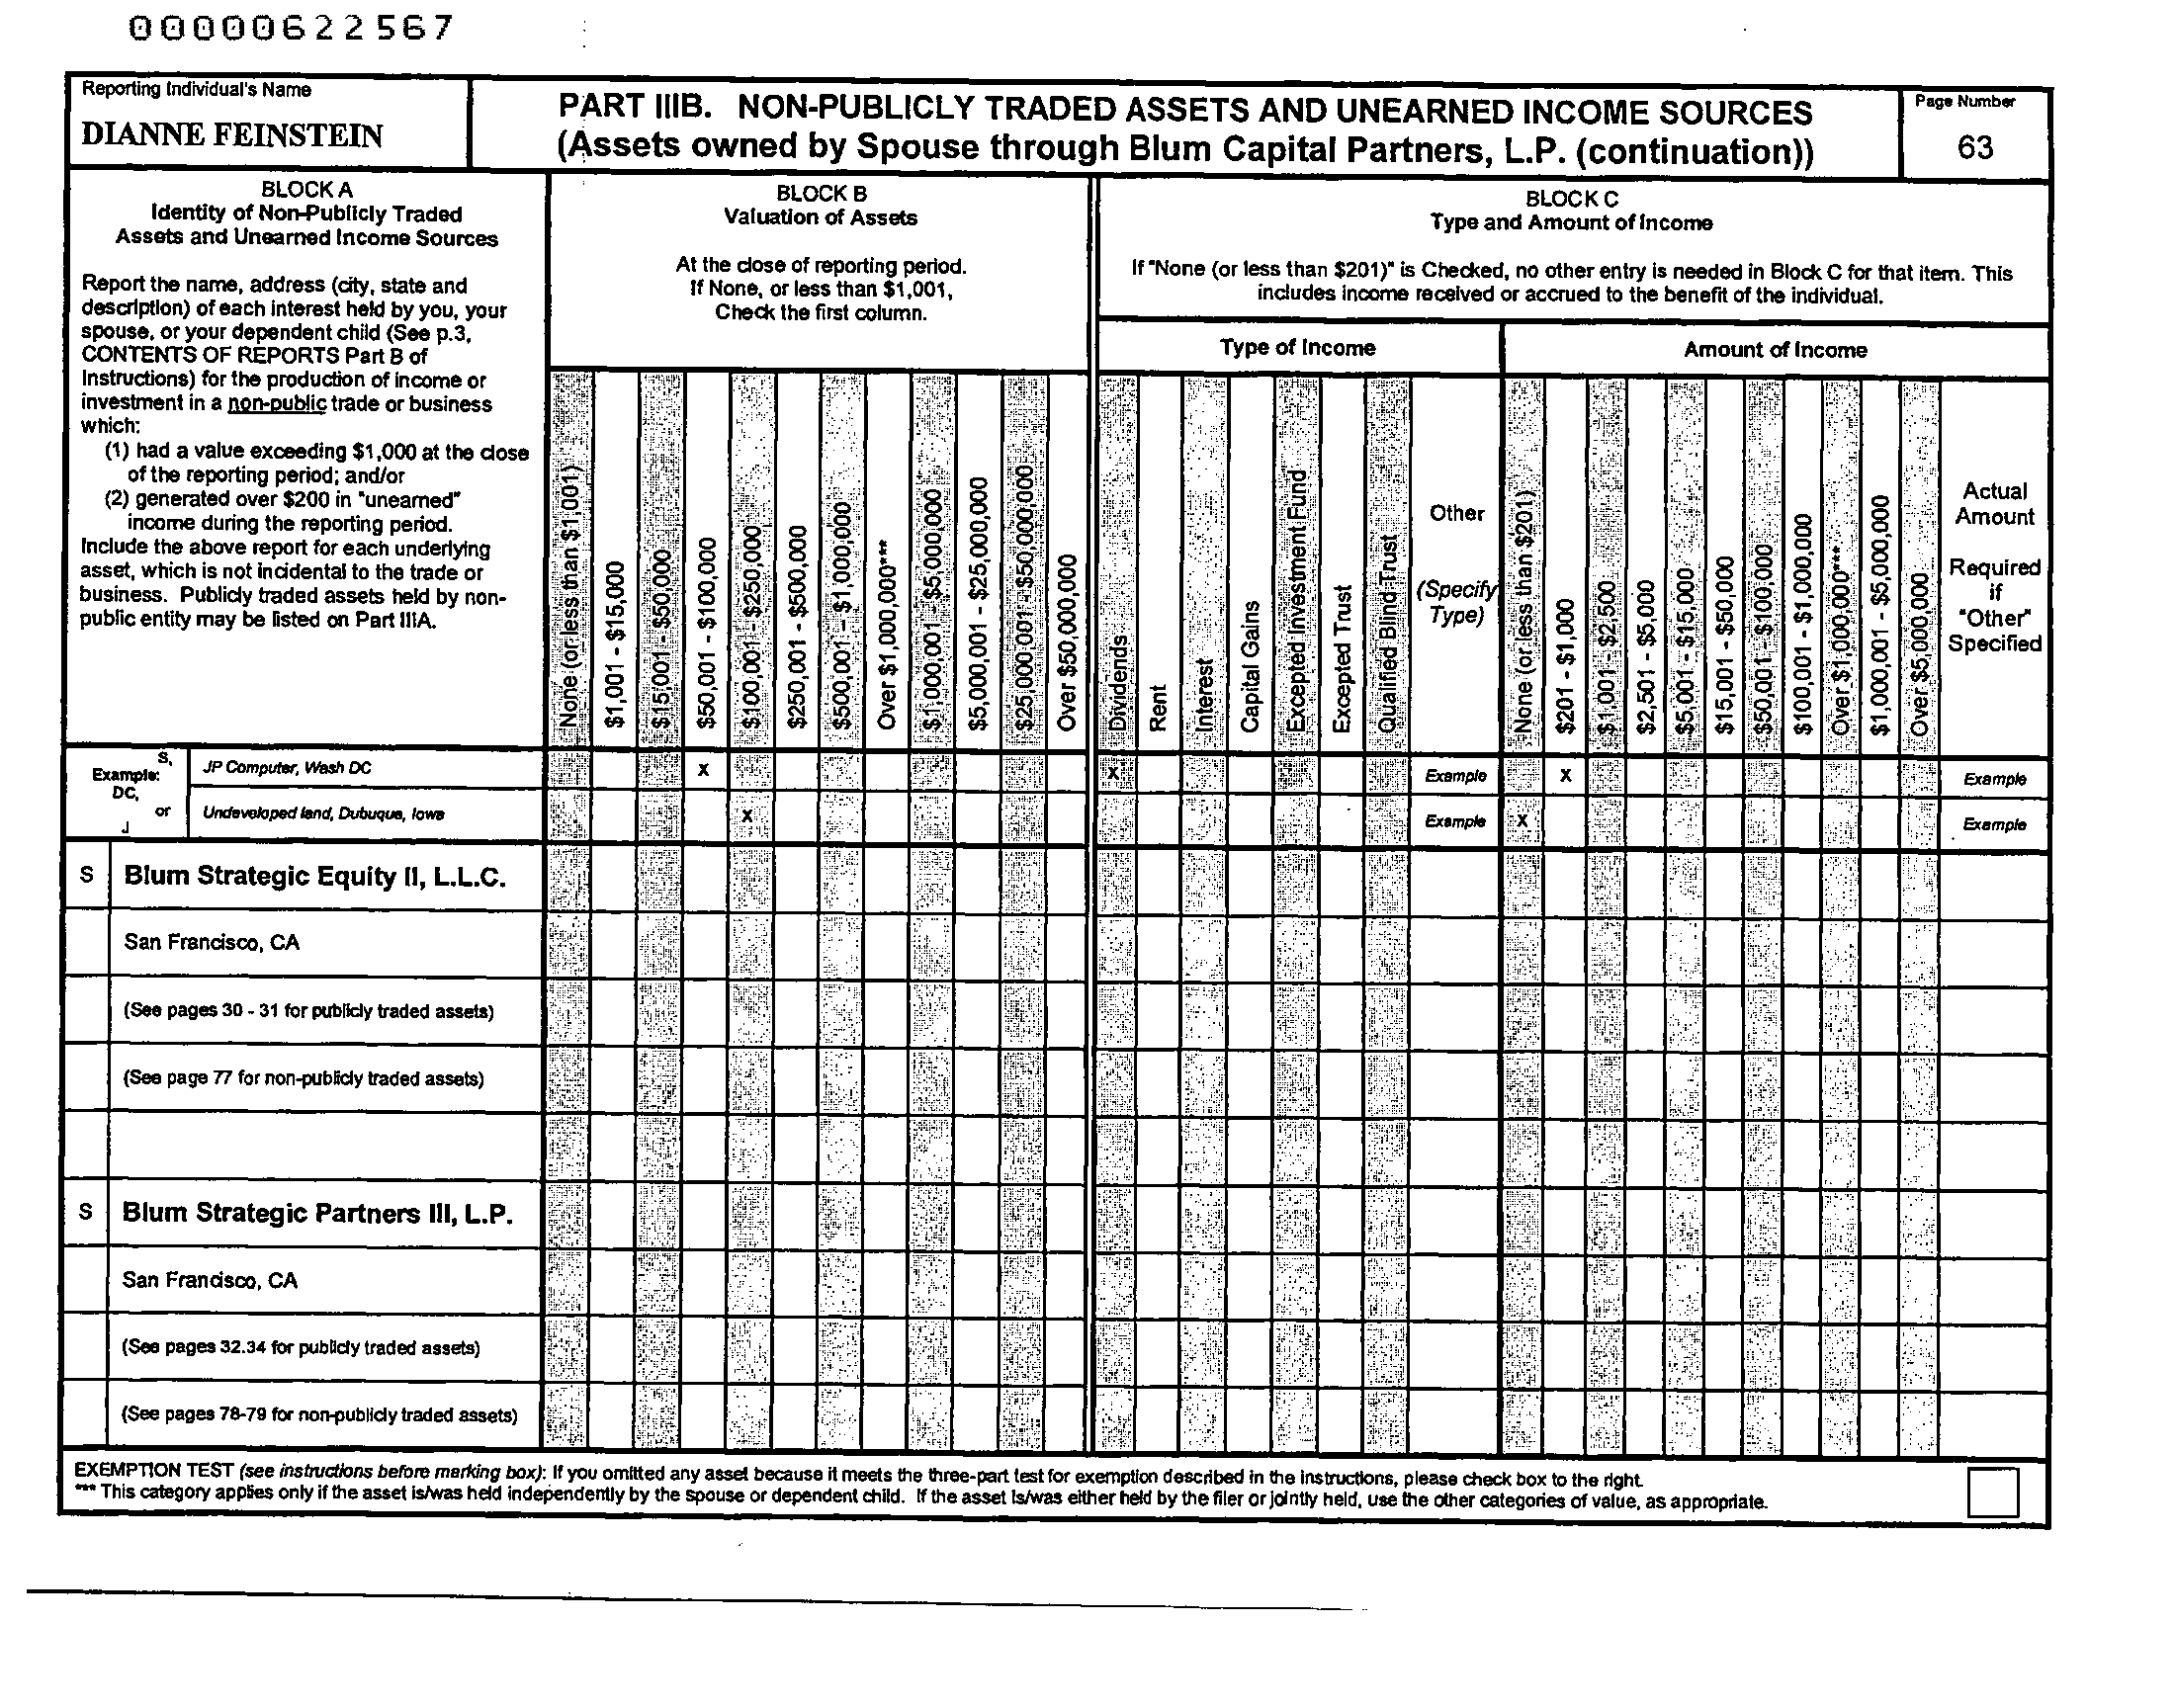 00000622567
Reporting Individual's Name
DIANNE FEINSTEIN
PART IIIB. NON-PUBLICLY TRADED ASSETS AND UNEARNED INCOME SOURCES
(Assets owned by Spouse through Blum Capital Partners, L.P. (continuation))
Page Number
63
BLOCK A
Identity of Non-Publicly Traded
Assets and Unearned Income Sources
Report the name, address (city, state and
description) of each interest held by you, your
spouse, or your dependent child (See p.3,
CONTENTS OF REPORTS Part B of
Instructions) for the production of income or
investment in a non-public trade or business
which:
(1) had a value exceeding $1,000 at the close
of the reporting period; and/or
(2) generated over $200 in "unearned"
income during the reporting period.
Include the above report for each underlying
asset, which is not incidental to the trade or
business. Publicly traded assets held by non-
public entity may be listed on Part IIIA.
BLOCK B
Valuation of Assets
At the close of reporting period.
If None, or less than $1,001,
Check the first column.
None (or less than $1,001)
$1,001 - $15,000
$15,001 - $50,000
$50,001 - $100,000
$100,001 - $250,000
$250,001 - $500,000
$500,001 - $1,000,000
Over $1,000,000***
$1,000,001 - $5,000,000
$5,000,001 - $25,000,000
$25,000,001 - $50,000,000
Over $50,000,000
BLOCK C
Type and Amount of Income
If "None (or less than $201)" is Checked, no other entry is needed in Block C for that item. This
includes income received or accrued to the benefit of the individual.
Type of Income
Amount of Income
Dividends
Rent
Interest
Capital Gains
Excepted Investment Fund
Excepted Trust
Qualified Blind Trust
Other
(Specify
Type)
None (or less than $201)
$201 - $1,000
$1,001 - $2,500
$2,501 - $5,000
$5,001 - $15,000
$15,001 - $50,000
$50,001 - $100,000
$100,001 - $1,000,000
Over $1,000,000***
$1,000,001 - $5,000,000
Over $5,000,000
Actual
Amount
Required
if
"Other"
Specified
S,
Example:
DC,
or
J
JP Computer, Wash DC X X Example X Example
Undeveloped land, Dubuque, Iowa X Example X Example
S Blum Strategic Equity II, L.L.C.
San Francisco, CA
(See pages 30 - 31 for publicly traded assets)
(See page 77 for non-publicly traded assets)
S Blum Strategic Partners III, L.P.
San Francisco, CA
(See pages 32.34 for publicly traded assets)
(See pages 78-79 for non-publicly traded assets)
EXEMPTION TEST (see instructions before marking box): If you omitted any asset because it meets the three-part test for exemption described in the instructions, please check box to the right.
*** This category applies only if the asset is/was held independently by the spouse or dependent child. If the asset is/was either held by the filer or jointly held, use the other categories of value, as appropriate.